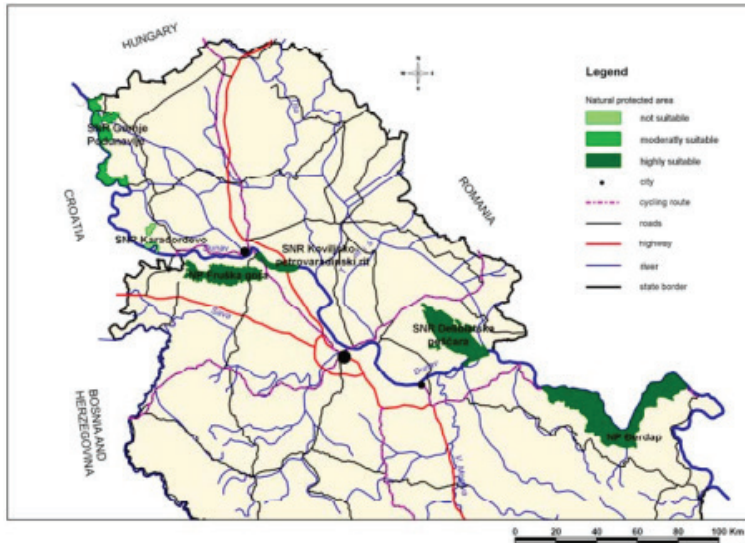 HUNGARY
SNR Gornje
Podunavlje
CROATIA
SNR Karađorđevo
Dunav
NP Fruška gora
SNR Koviljsko
petrovaradinski rit
ROMANIA
Sava
SNR Deliblatska
peščara
Dunav
BOSNIA AND
HERZEGOVINA
NP Đerdap
Legend
Natural protected area
not suitable
moderatly suitable
highly suitable
city
cycling route
roads
highway
river
state border
0 20 40 60 80 100 Km